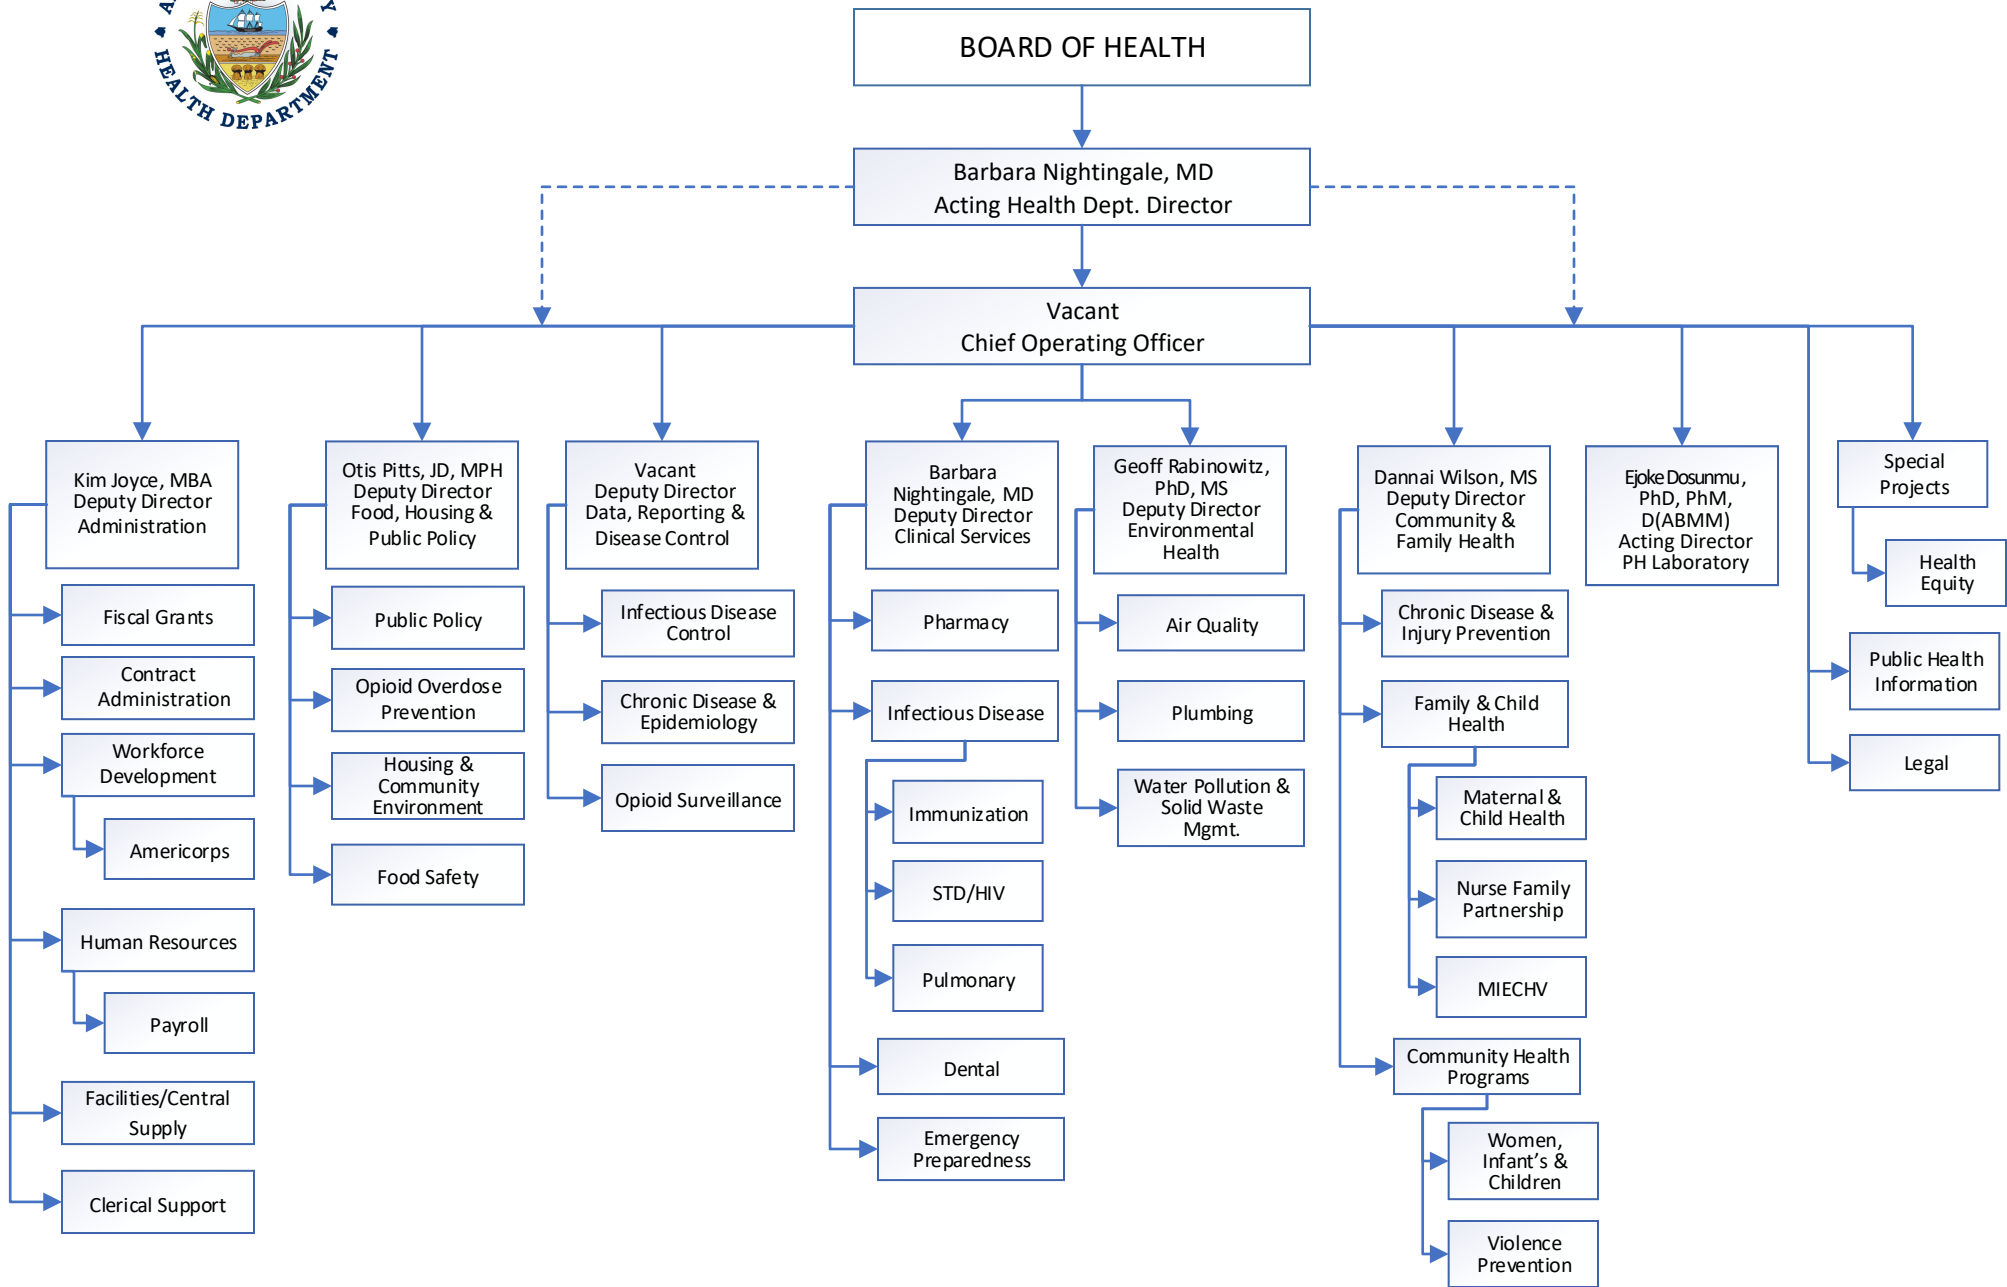 HEALTH DEPARTMENT
BOARD OF HEALTH
Barbara Nightingale, MD
Acting Health Dept. Director
Vacant
Chief Operating Officer
Kim Joyce, MBA
Deputy Director
Administration
Fiscal Grants
Contract
Administration
Workforce
Development
Americorps
Human Resources
Payroll
Facilities/Central
Supply
Clerical Support
Otis Pitts, JD, MPH
Deputy Director
Food, Housing &
Public Policy
Public Policy
Opioid Overdose
Prevention
Housing &
Community
Environment
Food Safety
Vacant
Deputy Director
Data, Reporting &
Disease Control
Infectious Disease
Control
Chronic Disease &
Epidemiology
Opioid Surveillance
Barbara
Nightingale, MD
Deputy Director
Clinical Services
Pharmacy
Infectious Disease
Immunization
STD/HIV
Pulmonary
Dental
Emergency
Preparedness
Geoff Rabinowitz,
PhD, MS
Deputy Director
Environmental
Health
Air Quality
Plumbing
Water Pollution &
Solid Waste
Mgmt.
Dannai Wilson, MS
Deputy Director
Community &
Family Health
Chronic Disease &
Injury Prevention
Family & Child
Health
Maternal &
Child Health
Nurse Family
Partnership
MIECHV
Community Health
Programs
Women,
Infant’s &
Children
Violence
Prevention
Ejoke Dosunmu,
PhD, PhM,
D(ABMM)
Acting Director
PH Laboratory
Special
Projects
Health
Equity
Public Health
Information
Legal